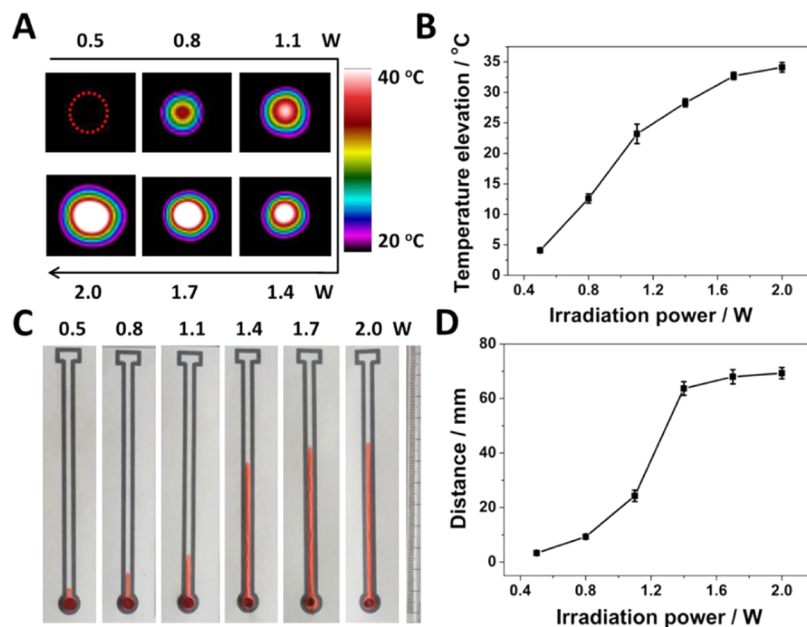 A
0.5 0.8 1.1 W
40 °C
20 °C
2.0 1.7 1.4 W
B
Temperature elevation / °C
35
30
25
20
15
10
5
0
0.4 0.8 1.2 1.6 2.0
Irradiation power / W
C
0.5 0.8 1.1 1.4 1.7 2.0 W
D
Distance / mm
80
60
40
20
0
0.4 0.8 1.2 1.6 2.0
Irradiation power / W